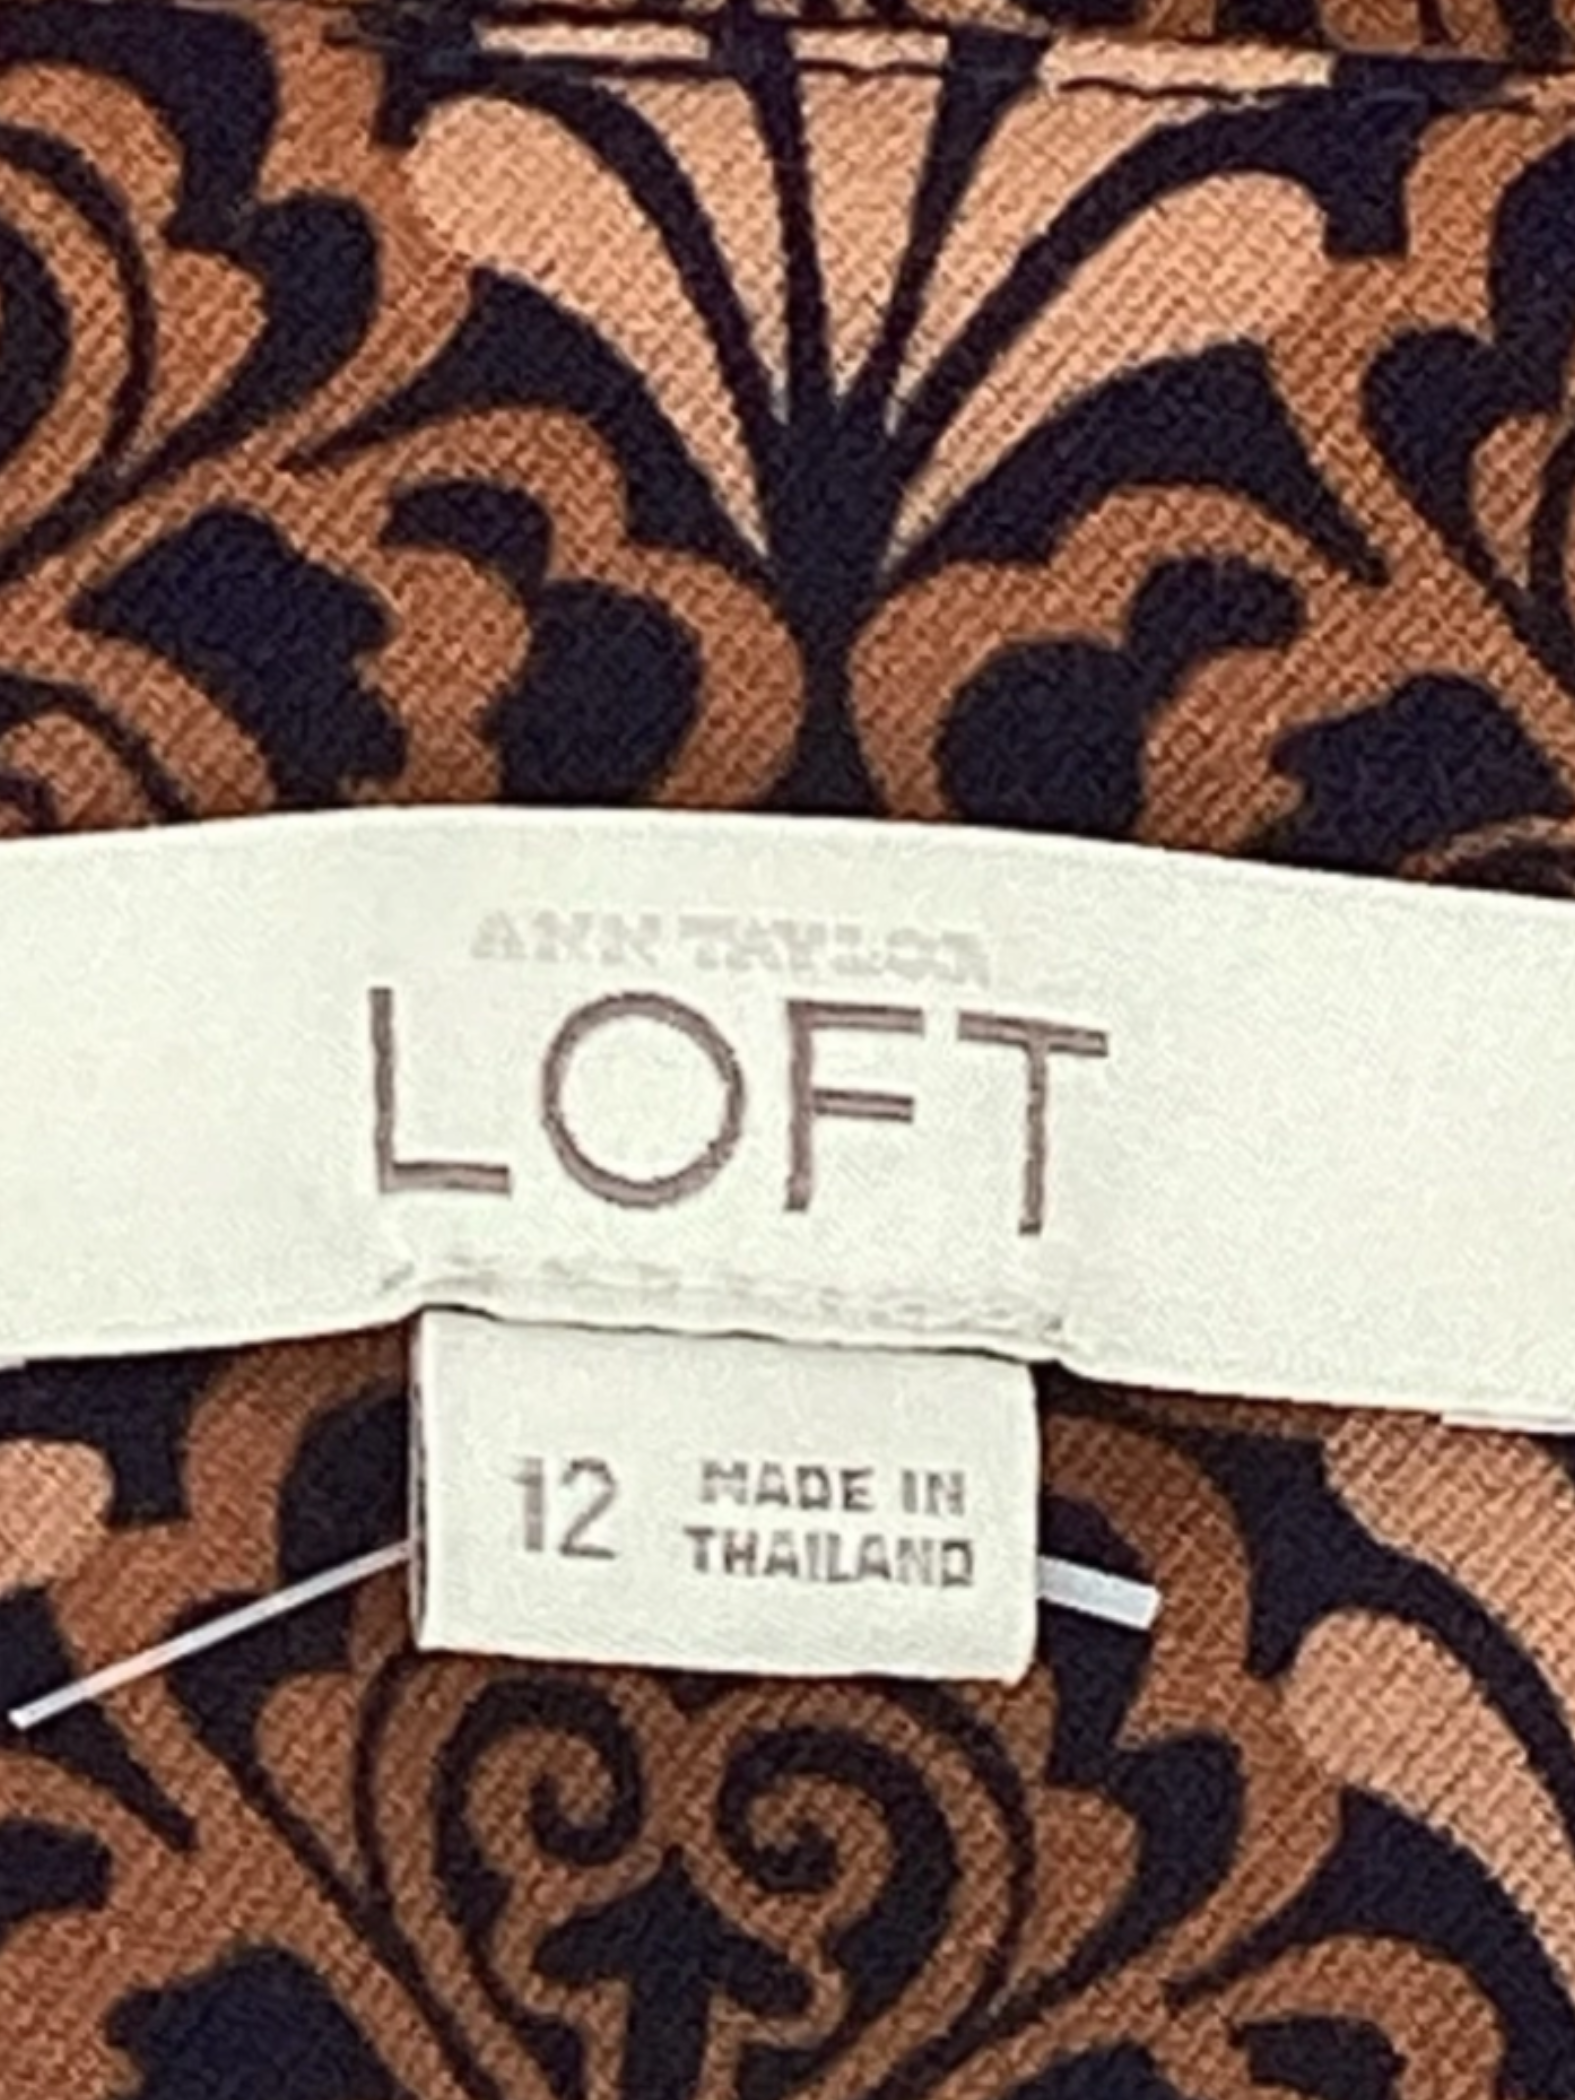 ANN TAYLOR
LOFT
12 MADE IN
THAILAND